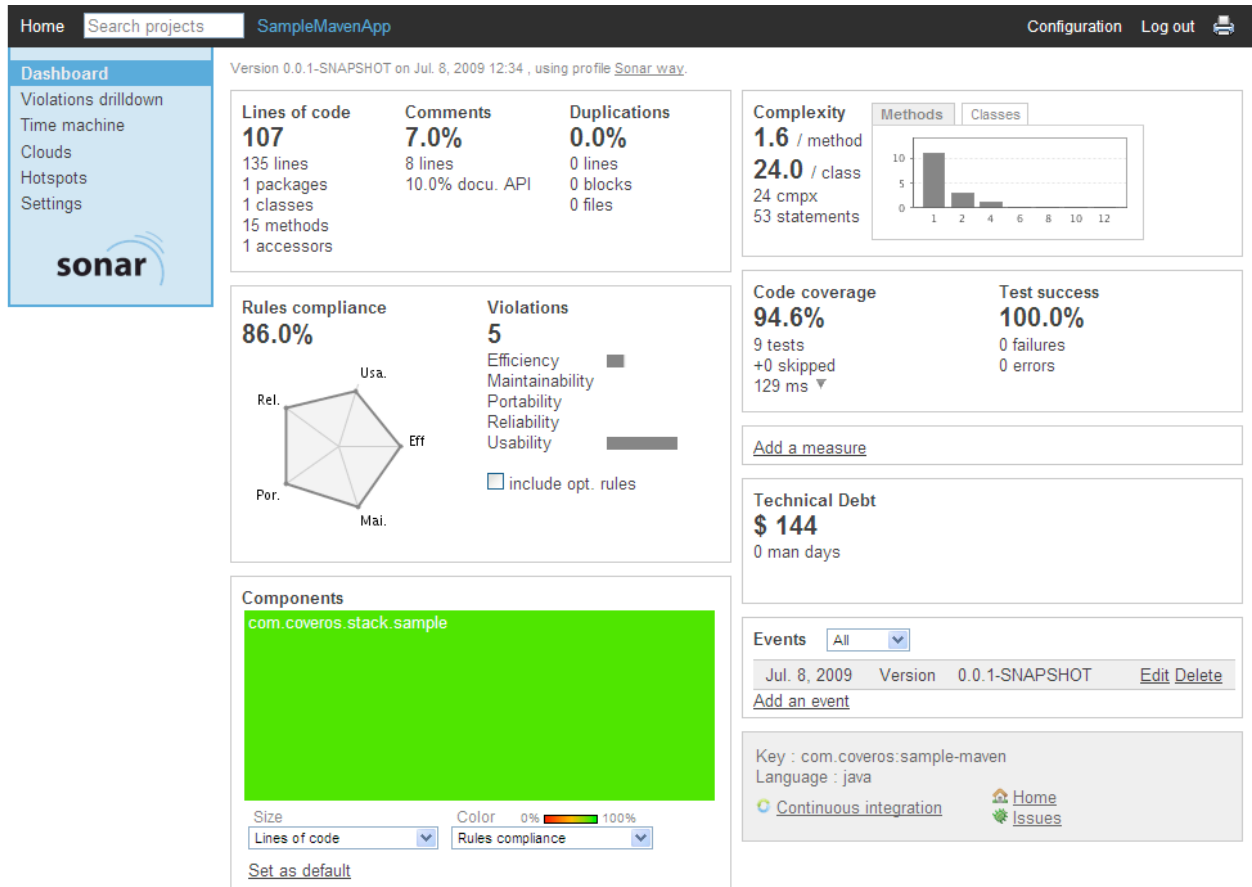 Home Search projects SampleMavenApp Configuration Log out
Dashboard
Violations drilldown
Time machine
Clouds
Hotspots
Settings
sonar
Version 0.0.1-SNAPSHOT on Jul. 8, 2009 12:34 , using profile Sonar way.
Lines of code
107
135 lines
1 packages
1 classes
15 methods
1 accessors
Comments
7.0%
8 lines
10.0% docu. API
Duplications
0.0%
0 lines
0 blocks
0 files
Complexity
1.6 / method
24.0 / class
24 cmpx
53 statements
Methods Classes
10
5
0
1 2 4 6 8 10 12
Rules compliance
86.0%
Usa.
Rel.
Eff
Por.
Mai.
Violations
5
Efficiency
Maintainability
Portability
Reliability
Usability
include opt. rules
Code coverage
94.6%
9 tests
+0 skipped
129 ms
Test success
100.0%
0 failures
0 errors
Add a measure
Technical Debt
$ 144
0 man days
Components
com.coveros.stack.sample
Size
Lines of code
Color 0% 100%
Rules compliance
Set as default
Events All
Jul. 8, 2009 Version 0.0.1-SNAPSHOT Edit Delete
Add an event
Key : com.coveros:sample-maven
Language : java
Continuous integration
Home
Issues